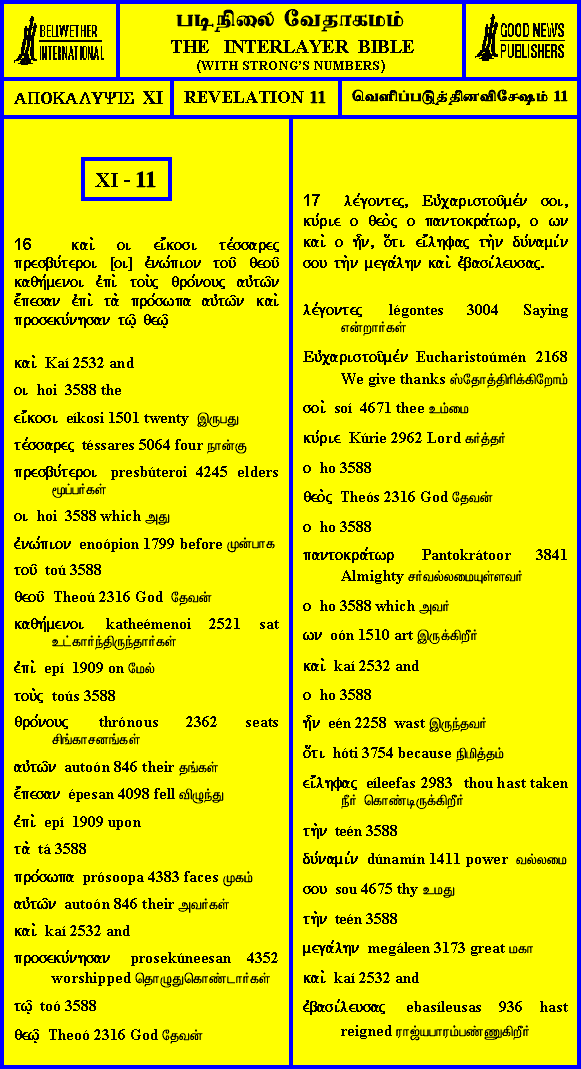 BELLWETHER
INTERNATIONAL
படிநிலை வேதாகமம்
THE INTERLAYER BIBLE
(WITH STRONG'S NUMBERS)
GOOD NEWS
PUBLISHERS
ΑΠΟΚΑΛΥΨΙΣ XI
REVELATION 11
வெளிப்படுத்தினவிசேஷம் 11
XI - 11
16 καὶ οι εἴκοσι τέσσαρες
πρεσβύτεροι [οι] ἐνώπιον τοῦ θεοῦ
καθήμενοι ἐπὶ τοὺς θρόνους αὐτῶν
ἔπεσαν ἐπὶ τὰ πρόσωπα αὐτῶν καὶ
προσεκύνησαν τῷ θεῷ
καὶ Kaí 2532 and
οι hoi 3588 the
εἴκοσι eíkosi 1501 twenty இருபது
τέσσαρες téssares 5064 four நான்கு
πρεσβύτεροι presbúteroi 4245 elders
மூப்பர்கள்
οι hoi 3588 which அது
ἐνώπιον enoópion 1799 before முன்பாக
τοῦ toú 3588
θεοῦ Theoú 2316 God தேவன்
καθήμενοι katheémenoi 2521 sat
உட்கார்ந்திருந்தார்கள்
ἐπὶ epí 1909 on மேல்
τοὺς toús 3588
θρόνους thrónous 2362 seats
சிங்காசனங்கள்
αὐτῶν autoón 846 their தங்கள்
ἔπεσαν épesan 4098 fell விழுந்து
ἐπὶ epí 1909 upon
τὰ tá 3588
πρόσωπα prósoopa 4383 faces முகம்
αὐτῶν autoón 846 their அவர்கள்
καὶ kaí 2532 and
προσεκύνησαν prosekúneesan 4352
worshipped தொழுதுகொண்டார்கள்
τῷ toó 3588
θεῷ Theoó 2316 God தேவன்
17 λέγοντες, Εὐχαριστοῦμέν σοι,
κύριε ο θεὸς ο παντοκράτωρ, ο ων
καὶ ο ἦν, ὅτι εἴληφας τὴν δύναμίν
σου τὴν μεγάλην καὶ ἐβασίλευσας.
λέγοντες légontes 3004 Saying
என்றார்கள்
Εὐχαριστοῦμέν Eucharistoúmén 2168
We give thanks ஸ்தோத்திரிக்கிறோம்
σοὶ soí 4671 thee உம்மை
κύριε Kúrie 2962 Lord கர்த்தர்
ο ho 3588
θεὸς Theós 2316 God தேவன்
ο ho 3588
παντοκράτωρ Pantokrátoor 3841
Almighty சர்வல்லமையுள்ளவர்
ο ho 3588 which அவர்
ων oón 1510 art இருக்கிறீர்
καὶ kaí 2532 and
ο ho 3588
ἦν eén 2258 wast இருந்தவர்
ὅτι hóti 3754 because நிமித்தம்
εἴληφας eíleefas 2983 thou hast taken
நீர் கொண்டிருக்கிறீர்
τὴν teén 3588
δύναμίν dúnamín 1411 power வல்லமை
σου sou 4675 thy உமது
τὴν teén 3588
μεγάλην megáleen 3173 great மகா
καὶ kaí 2532 and
ἐβασίλευσας ebasíleusas 936 hast
reigned ராஜ்யபாரம்பண்ணுகிறீர்